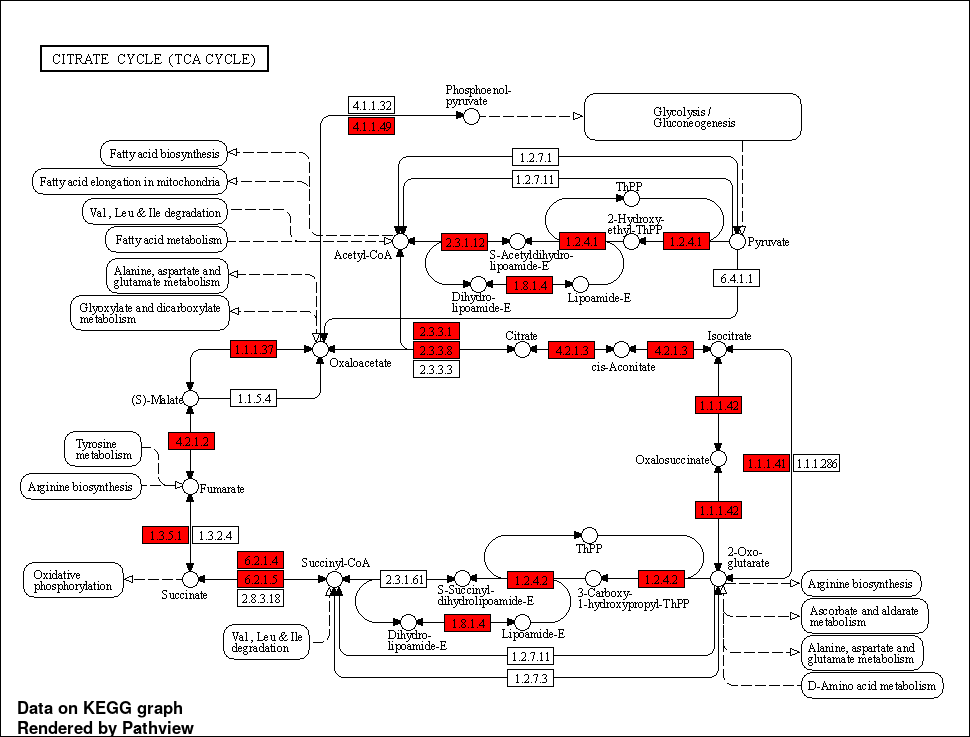 CITRATE CYCLE (TCA CYCLE)
Phosphoenol-
pyruvate
4.1.1.32
4.1.1.49
Glycolysis /
Gluconeogenesis
Fatty acid biosynthesis
1.2.7.1
Fatty acid elongation in mitochondria
1.2.7.11
ThPP
Val, Leu & Ile degradation
2-Hydroxy-
ethyl-ThPP
Fatty acid metabolism
2.3.1.12
1.2.4.1
1.2.4.1
Pyruvate
Acetyl-CoA
S-Acetyldihydro-
lipoamide-E
Alanine, aspartate and
glutamate metabolism
1.8.1.4
6.4.1.1
Dihydro-
lipoamide-E
Lipoamide-E
Glyoxylate and dicarboxylate
metabolism
2.3.3.1
Citrate
Isocitrate
1.1.1.37
2.3.3.8
4.2.1.3
4.2.1.3
Oxaloacetate
2.3.3.3
cis-Aconitate
(S)-Malate
1.1.5.4
1.1.1.42
4.2.1.2
Tyrosine
metabolism
Oxalosuccinate
1.1.1.41
1.1.1.286
Arginine biosynthesis
Fumarate
1.1.1.42
1.3.5.1
1.3.2.4
ThPP
6.2.1.4
Succinyl-CoA
2-Oxo-
glutarate
Oxidative
phosphorylation
6.2.1.5
2.3.1.61
1.2.4.2
1.2.4.2
Arginine biosynthesis
Succinate
2.8.3.18
S-Succinyl-
dihydrolipoamide-E
3-Carboxy-
1-hydroxypropyl-ThPP
Ascorbate and aldarate
metabolism
1.8.1.4
Val, Leu & Ile
degradation
Dihydro-
lipoamide-E
Lipoamide-E
1.2.7.11
Alanine, aspartate and
glutamate metabolism
1.2.7.3
D-Amino acid metabolism
Data on KEGG graph
Rendered by Pathview